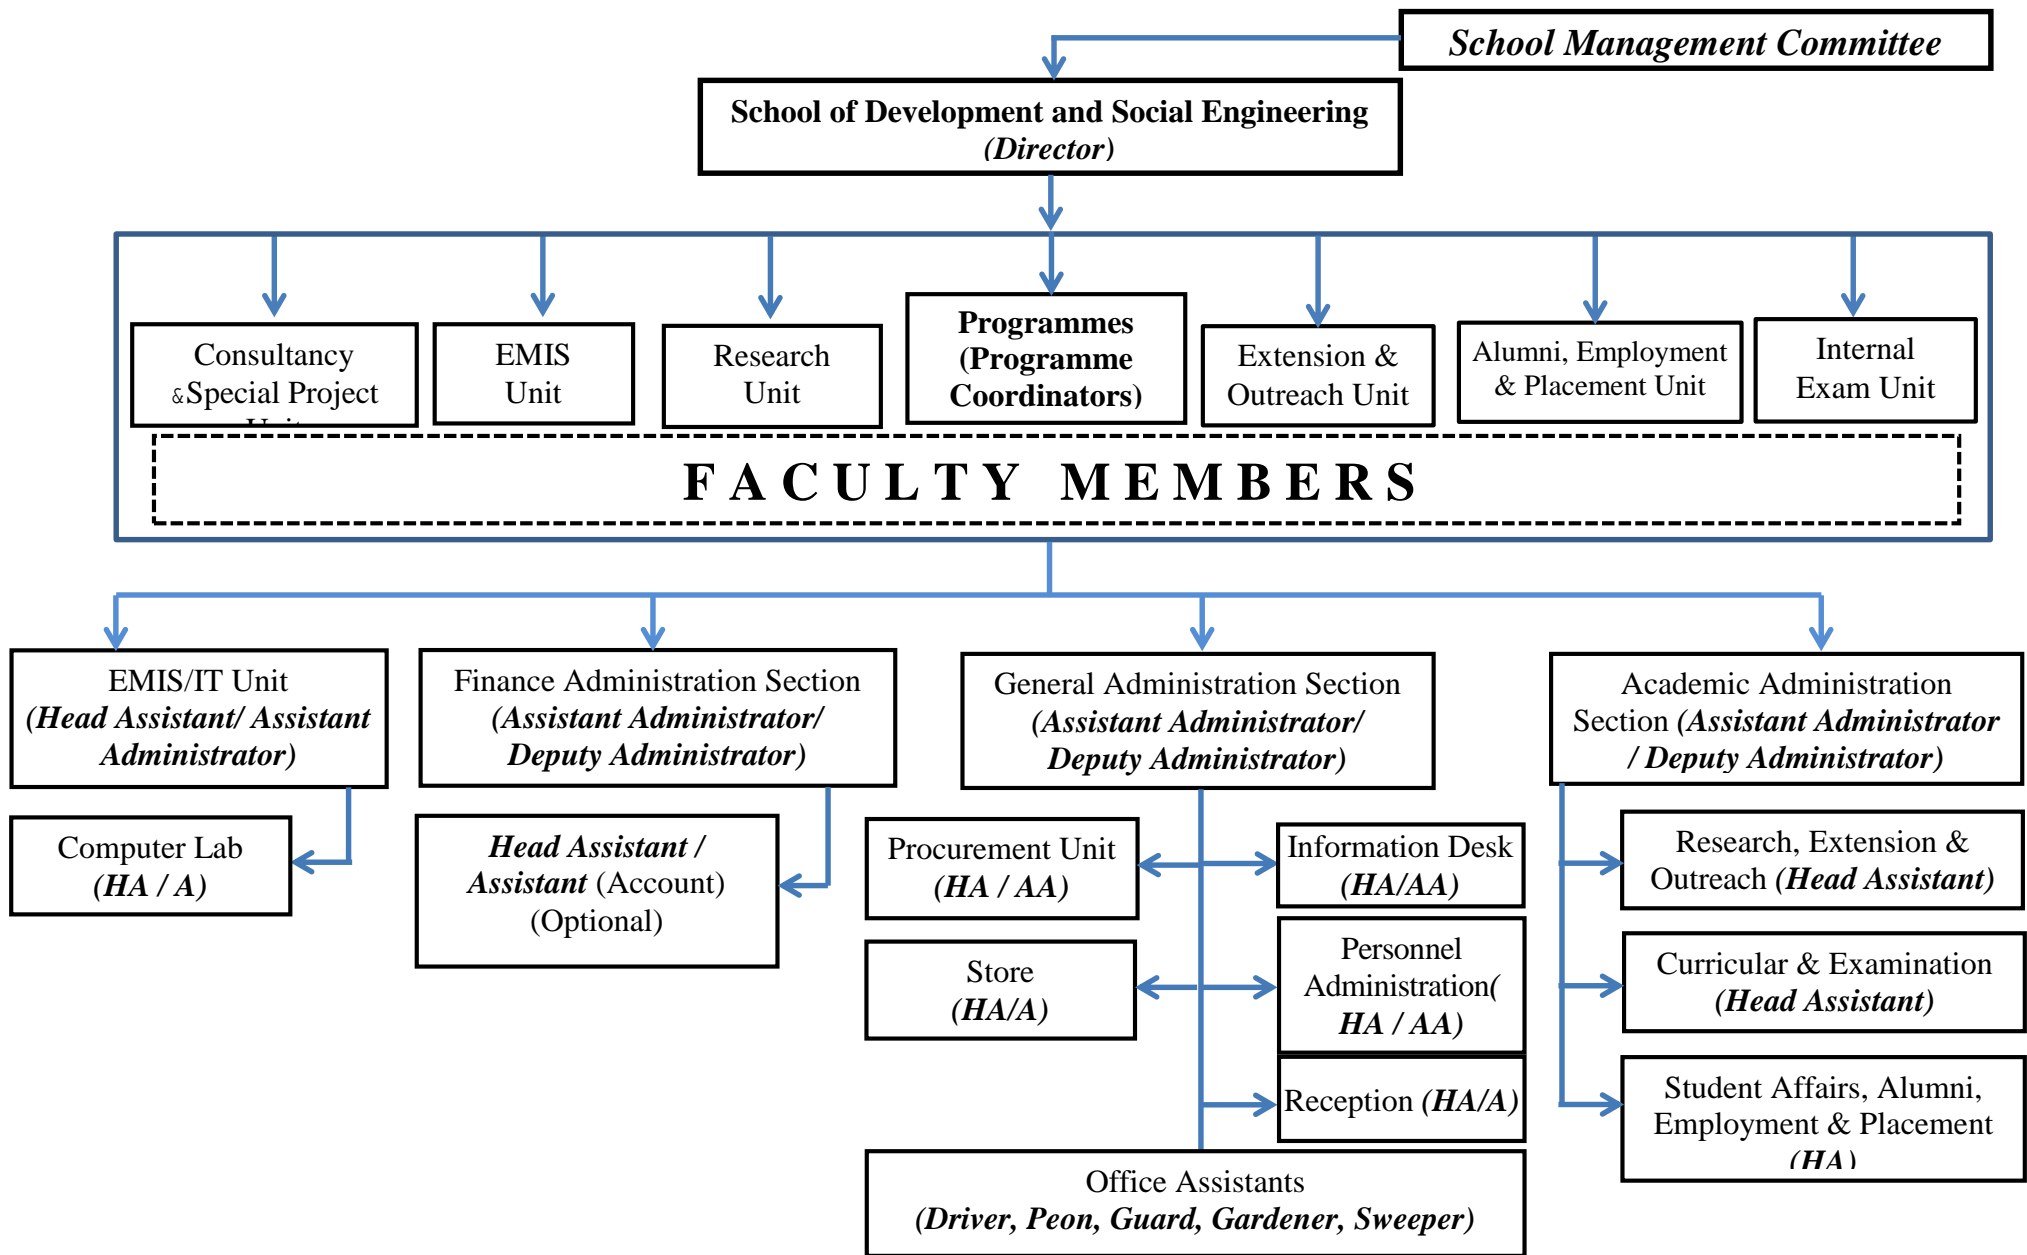 School Management Committee
School of Development and Social Engineering
(Director)
Consultancy
&Special Project
Unit
EMIS
Unit
Research
Unit
Programmes
(Programme
Coordinators)
Extension &
Outreach Unit
Alumni, Employment
& Placement Unit
Internal
Exam Unit
FACULTY MEMBERS
EMIS/IT Unit
(Head Assistant/ Assistant
Administrator)
Finance Administration Section
(Assistant Administrator/
Deputy Administrator)
General Administration Section
(Assistant Administrator/
Deputy Administrator)
Academic Administration
Section (Assistant Administrator
/ Deputy Administrator)
Computer Lab
(HA / A)
Head Assistant /
Assistant (Account)
(Optional)
Procurement Unit
(HA / AA)
Information Desk
(HA/AA)
Store
(HA/A)
Personnel
Administration(
HA / AA)
Reception (HA/A)
Office Assistants
(Driver, Peon, Guard, Gardener, Sweeper)
Research, Extension &
Outreach (Head Assistant)
Curricular & Examination
(Head Assistant)
Student Affairs, Alumni,
Employment & Placement
(HA)